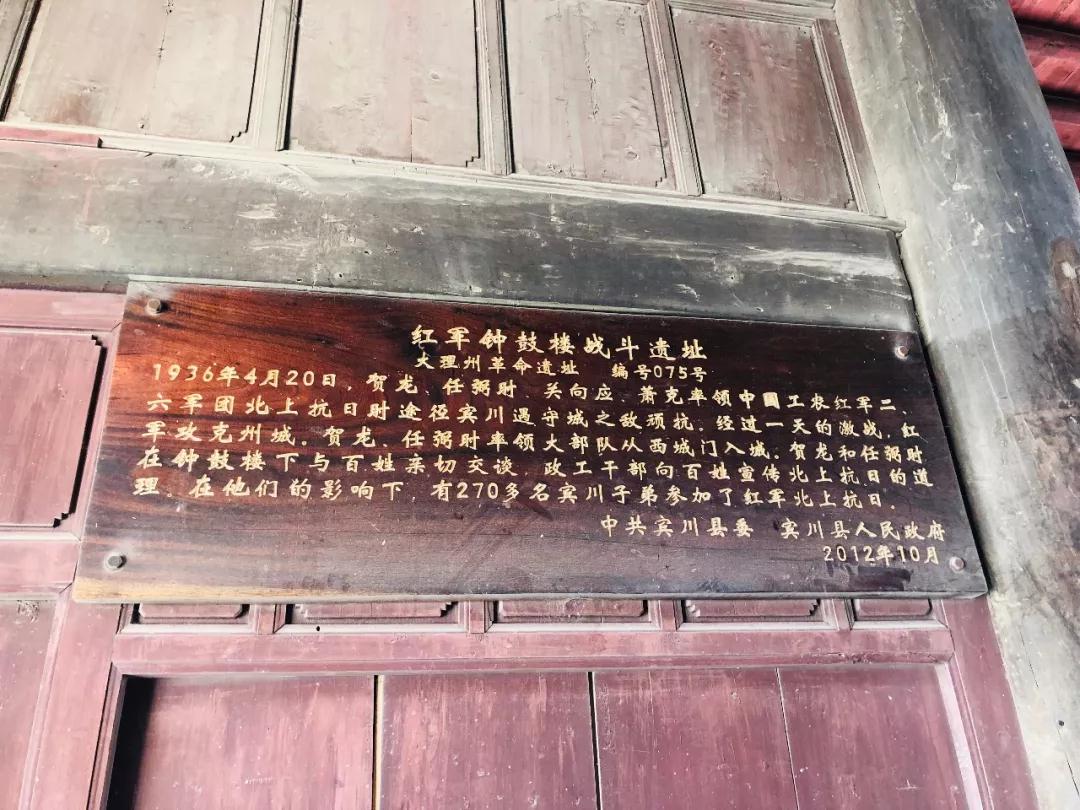 红军钟鼓楼战斗遗址
大理州革命遗址 编号075号
1936年4月20日，贺龙、任弼时、关向应、萧克率领中国工农红军二、
六军团北上抗日时途径宾川遇守城之敌顽抗。经过一天的激战，红
军攻克州城。贺龙、任弼时率领大部队从西城门入城。贺龙和任弼时
在钟鼓楼下与百姓亲切交谈，政工干部向百姓宣传北上抗日的道
理。在他们的影响下，有270多名宾川子弟参加了红军北上抗日。
中共宾川县委 宾川县人民政府
2012年10月